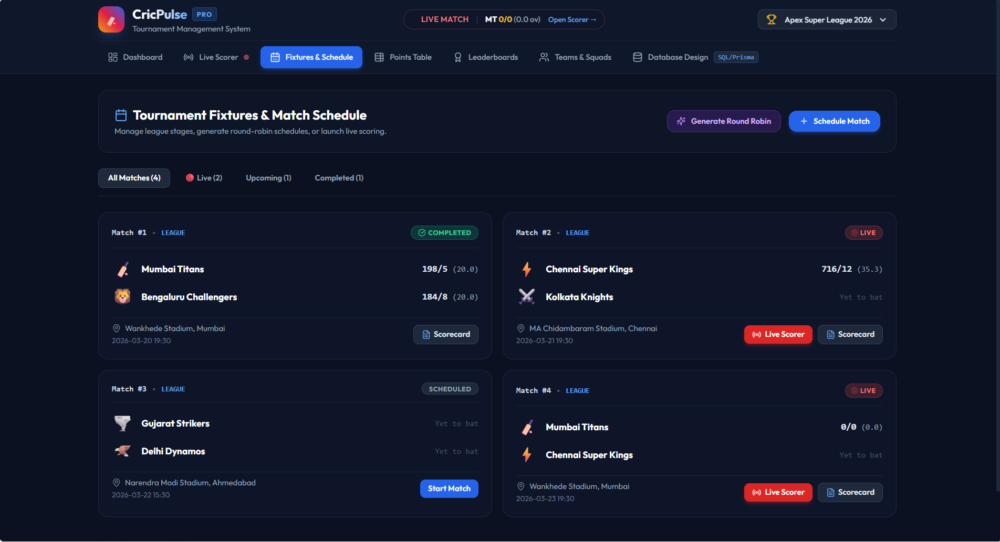 CricPulse PRO
Tournament Management System
LIVE MATCH MT 0/0 (0.0 ov) Open Scorer →
Apex Super League 2026
Dashboard Live Scorer Fixtures & Schedule Points Table Leaderboards Teams & Squads Database Design SQL/Prisma
Tournament Fixtures & Match Schedule
Manage league stages, generate round-robin schedules, or launch live scoring.
Generate Round Robin
+ Schedule Match
All Matches (4) Live (2) Upcoming (1) Completed (1)
Match #1 • LEAGUE COMPLETED
Mumbai Titans 198/5 (20.0)
Bengaluru Challengers 184/8 (20.0)
Wankhede Stadium, Mumbai
2026-03-20 19:30
Scorecard
Match #2 • LEAGUE LIVE
Chennai Super Kings 716/12 (35.3)
Kolkata Knights Yet to bat
MA Chidambaram Stadium, Chennai
2026-03-21 19:30
Live Scorer Scorecard
Match #3 • LEAGUE SCHEDULED
Gujarat Strikers Yet to bat
Delhi Dynamos Yet to bat
Narendra Modi Stadium, Ahmedabad
2026-03-22 15:30
Start Match
Match #4 • LEAGUE LIVE
Mumbai Titans 0/0 (0.0)
Chennai Super Kings Yet to bat
Wankhede Stadium, Mumbai
2026-03-23 19:30
Live Scorer Scorecard